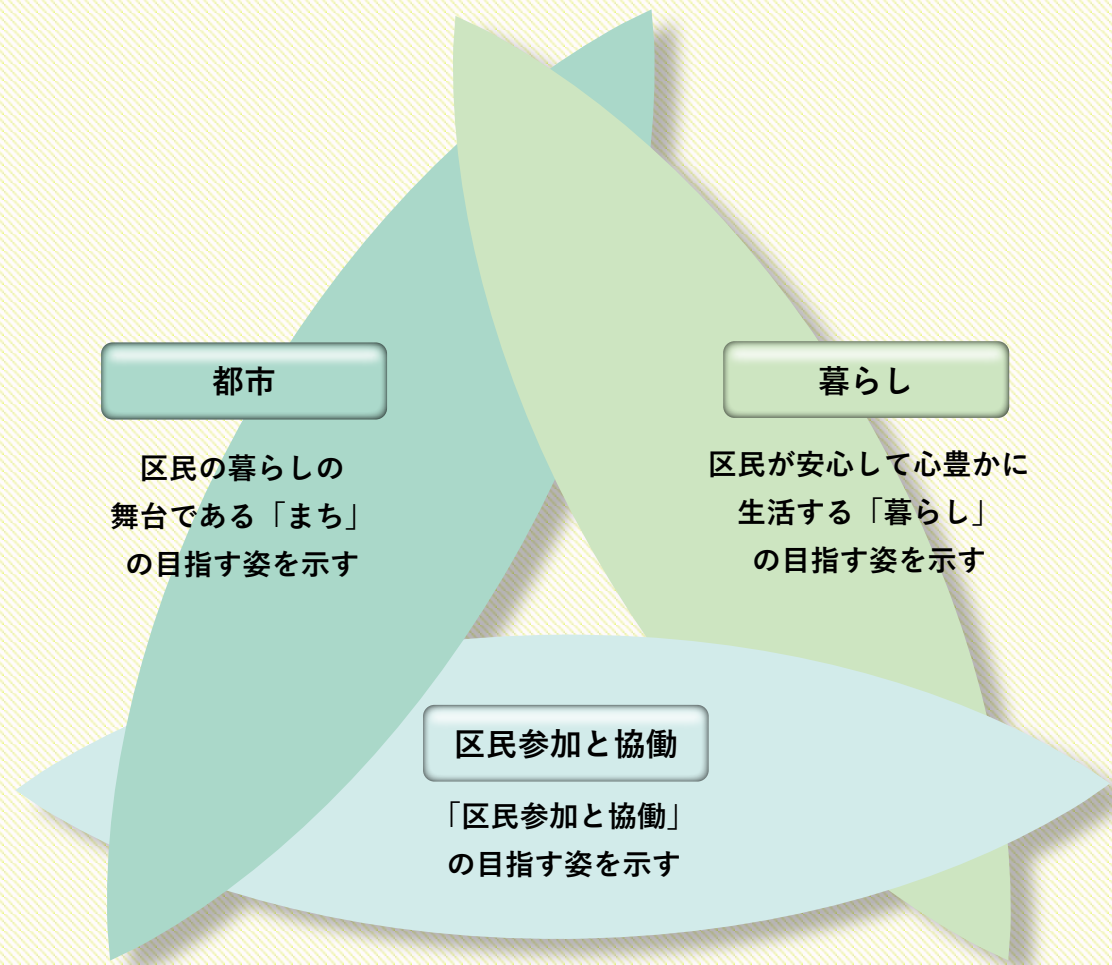 都市
区民の暮らしの
舞台である「まち」
の目指す姿を示す
暮らし
区民が安心して心豊かに
生活する「暮らし」
の目指す姿を示す
区民参加と協働
「区民参加と協働」
の目指す姿を示す